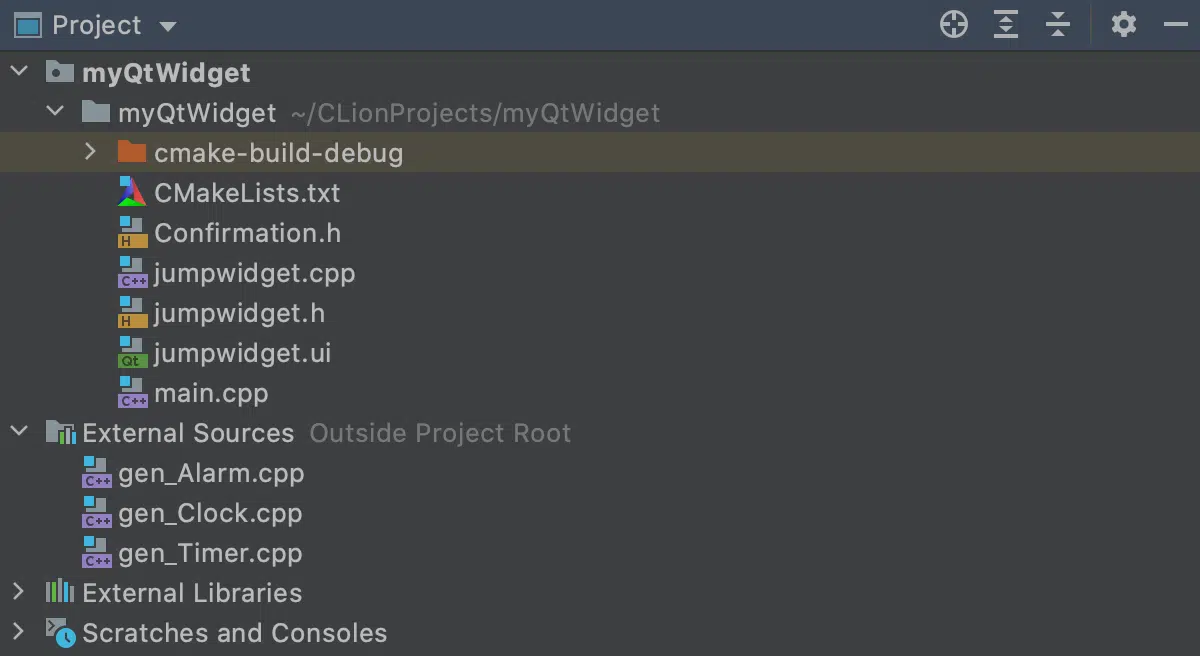 Project
myQtWidget
myQtWidget ~/CLionProjects/myQtWidget
cmake-build-debug
CMakeLists.txt
H Confirmation.h
C++ jumpwidget.cpp
H jumpwidget.h
Qt jumpwidget.ui
C++ main.cpp
External Sources Outside Project Root
C++ gen_Alarm.cpp
C++ gen_Clock.cpp
C++ gen_Timer.cpp
External Libraries
Scratches and Consoles